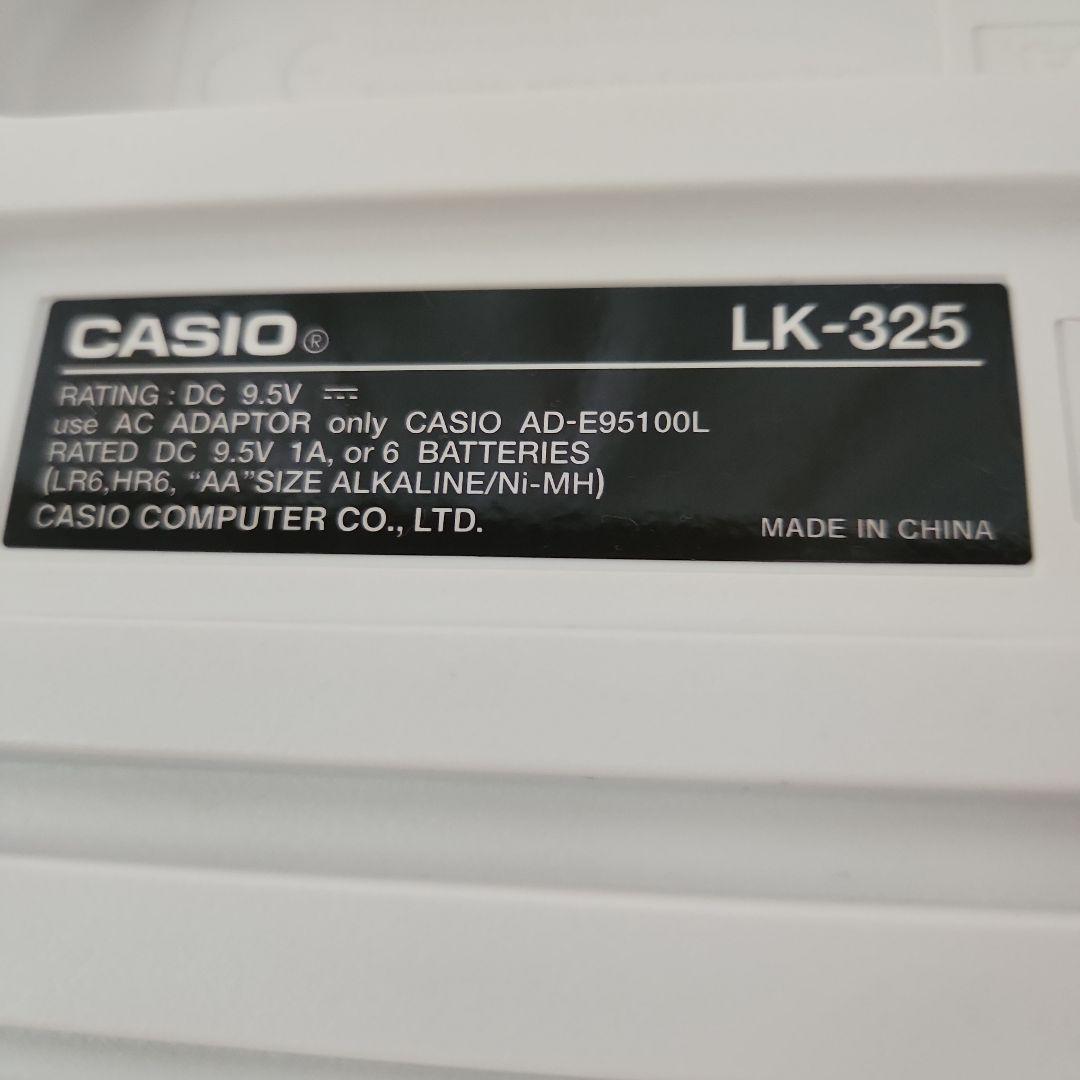 CASIO® LK-325
RATING : DC 9.5V ⎓
use AC ADAPTOR only CASIO AD-E95100L
RATED DC 9.5V 1A, or 6 BATTERIES
(LR6,HR6, “AA”SIZE ALKALINE/Ni-MH)
CASIO COMPUTER CO., LTD. MADE IN CHINA